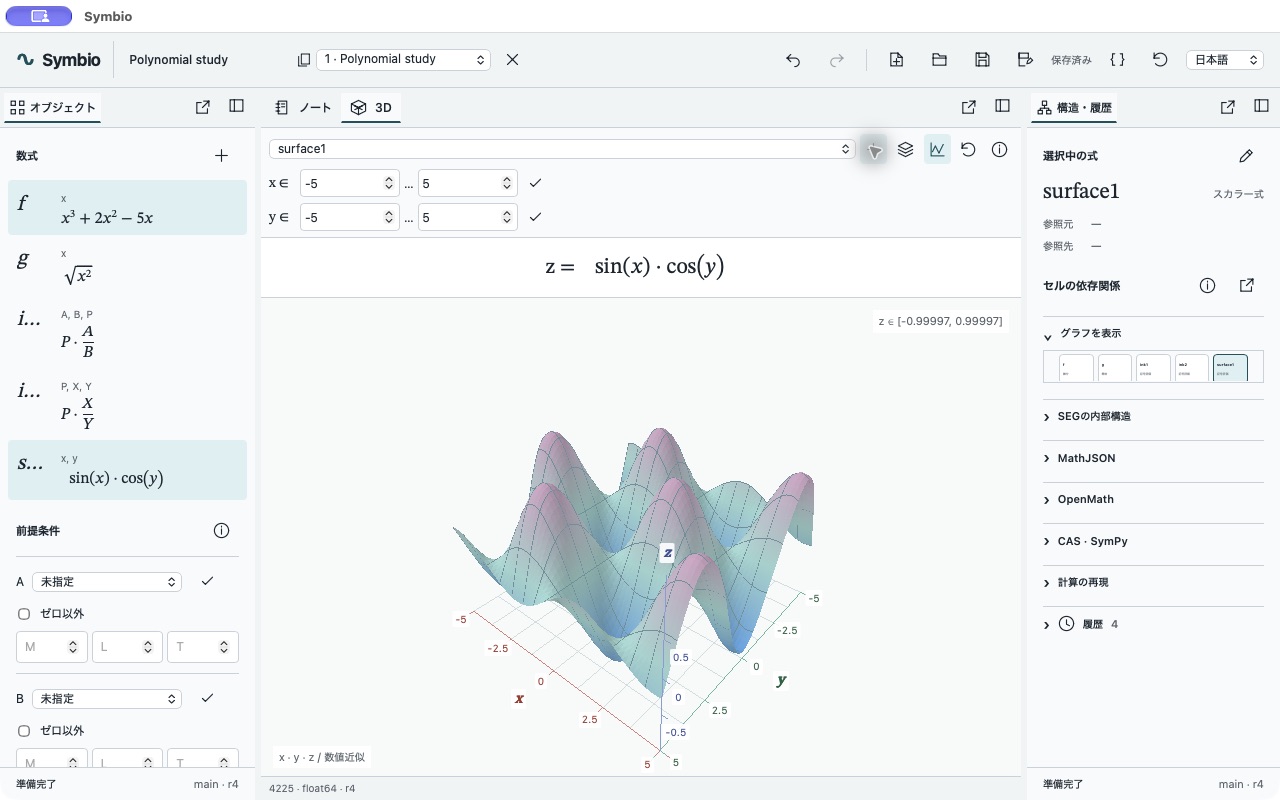 Symbio
Symbio
Polynomial study
1 · Polynomial study
保存済み
日本語
オブジェクト
ノート
3D
構造・履歴
数式
f
x
x³ + 2x² − 5x
g
x
√x²
i...
A, B, P
P · A/B
i...
P, X, Y
P · X/Y
s...
x, y
sin(x) · cos(y)
前提条件
A
未指定
ゼロ以外
M
L
T
B
未指定
ゼロ以外
M
L
T
準備完了
main · r4
surface1
x ∈ -5 ... 5
y ∈ -5 ... 5
z = sin(x) · cos(y)
z ∈ [-0.99997, 0.99997]
z
-5
-2.5
0
2.5
5
x
-5
-2.5
0
2.5
5
y
0.5
0
-0.5
x · y · z / 数値近似
4225 · float64 · r4
選択中の式
surface1
スカラー式
参照元 —
参照先 —
セルの依存関係
グラフを表示
f
g
surface1
SEGの内部構造
MathJSON
OpenMath
CAS · SymPy
計算の再現
履歴 4
準備完了
main · r4